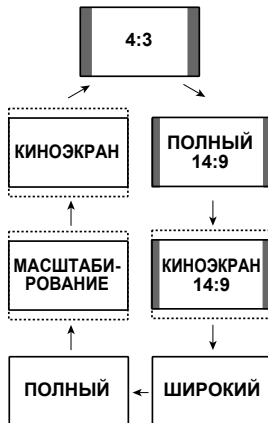 4:3
КИНОЭКРАН
ПОЛНЫЙ
14:9
МАСШТАБИ-
РОВАНИЕ
КИНОЭКРАН
14:9
ПОЛНЫЙ
ШИРОКИЙ